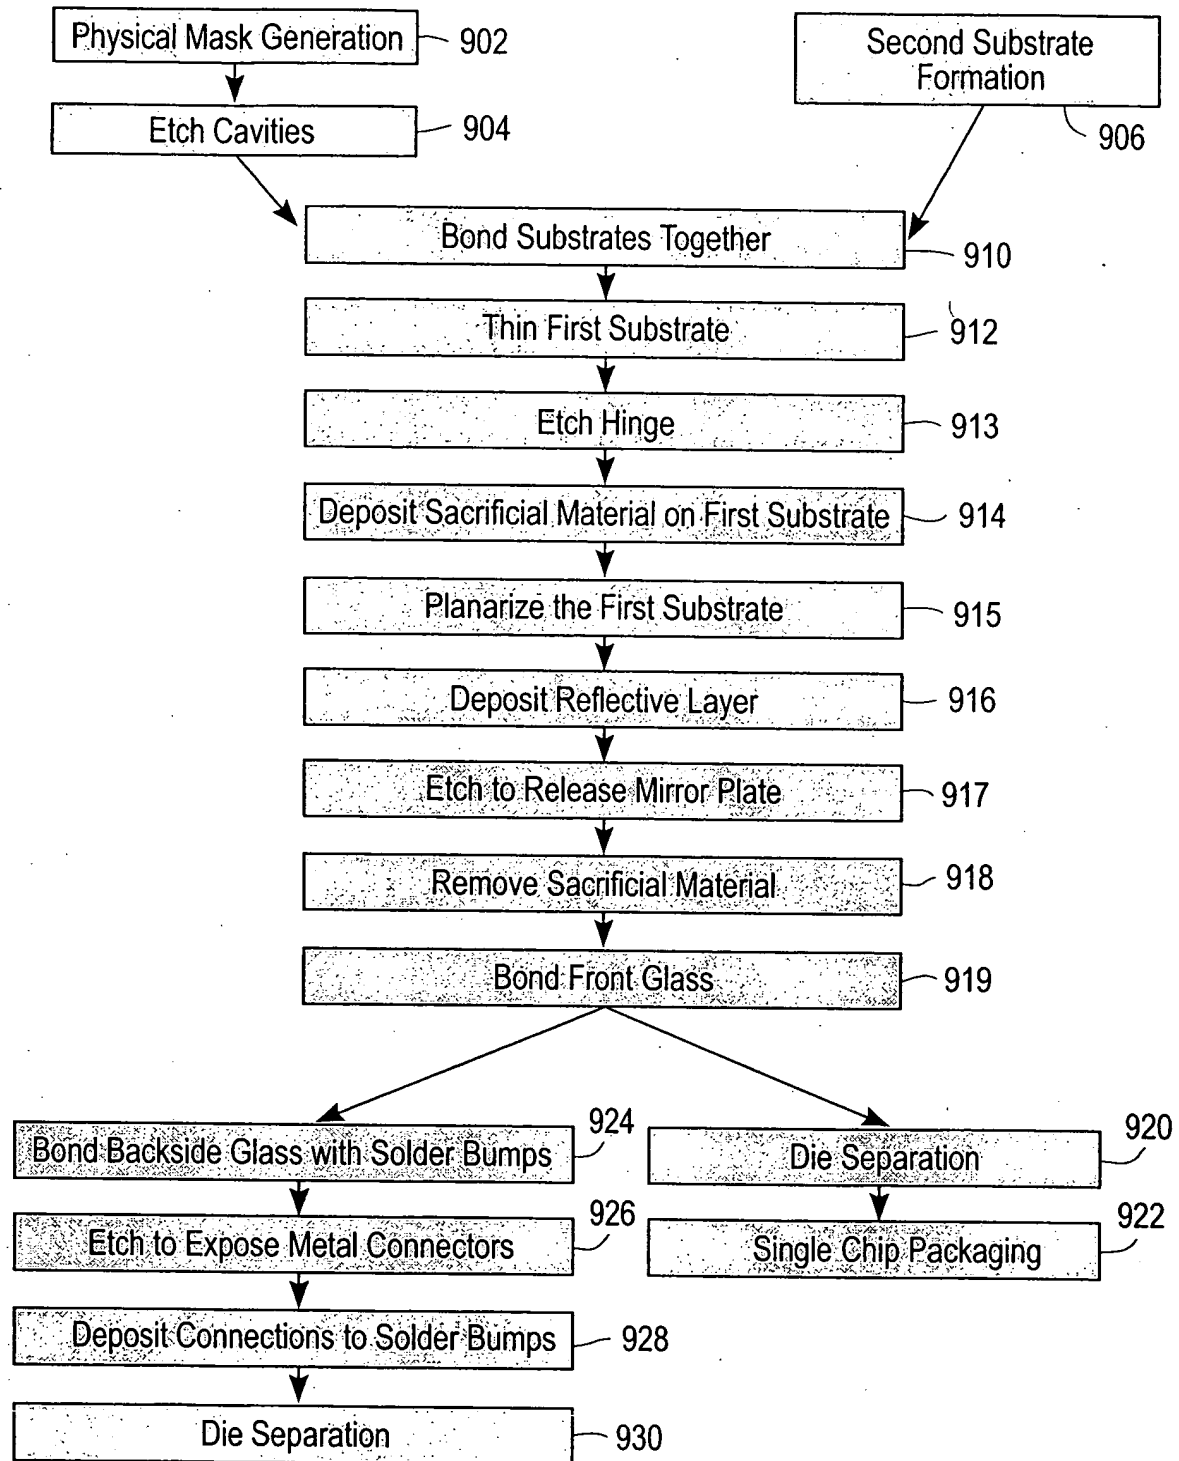 Physical Mask Generation
902
Etch Cavities
904
Second Substrate
Formation
906
Bond Substrates Together
910
Thin First Substrate
912
Etch Hinge
913
Deposit Sacrificial Material on First Substrate
914
Planarize the First Substrate
915
Deposit Reflective Layer
916
Etch to Release Mirror Plate
917
Remove Sacrificial Material
918
Bond Front Glass
919
Bond Backside Glass with Solder Bumps
924
Etch to Expose Metal Connectors
926
Deposit Connections to Solder Bumps
928
Die Separation
930
Die Separation
920
Single Chip Packaging
922